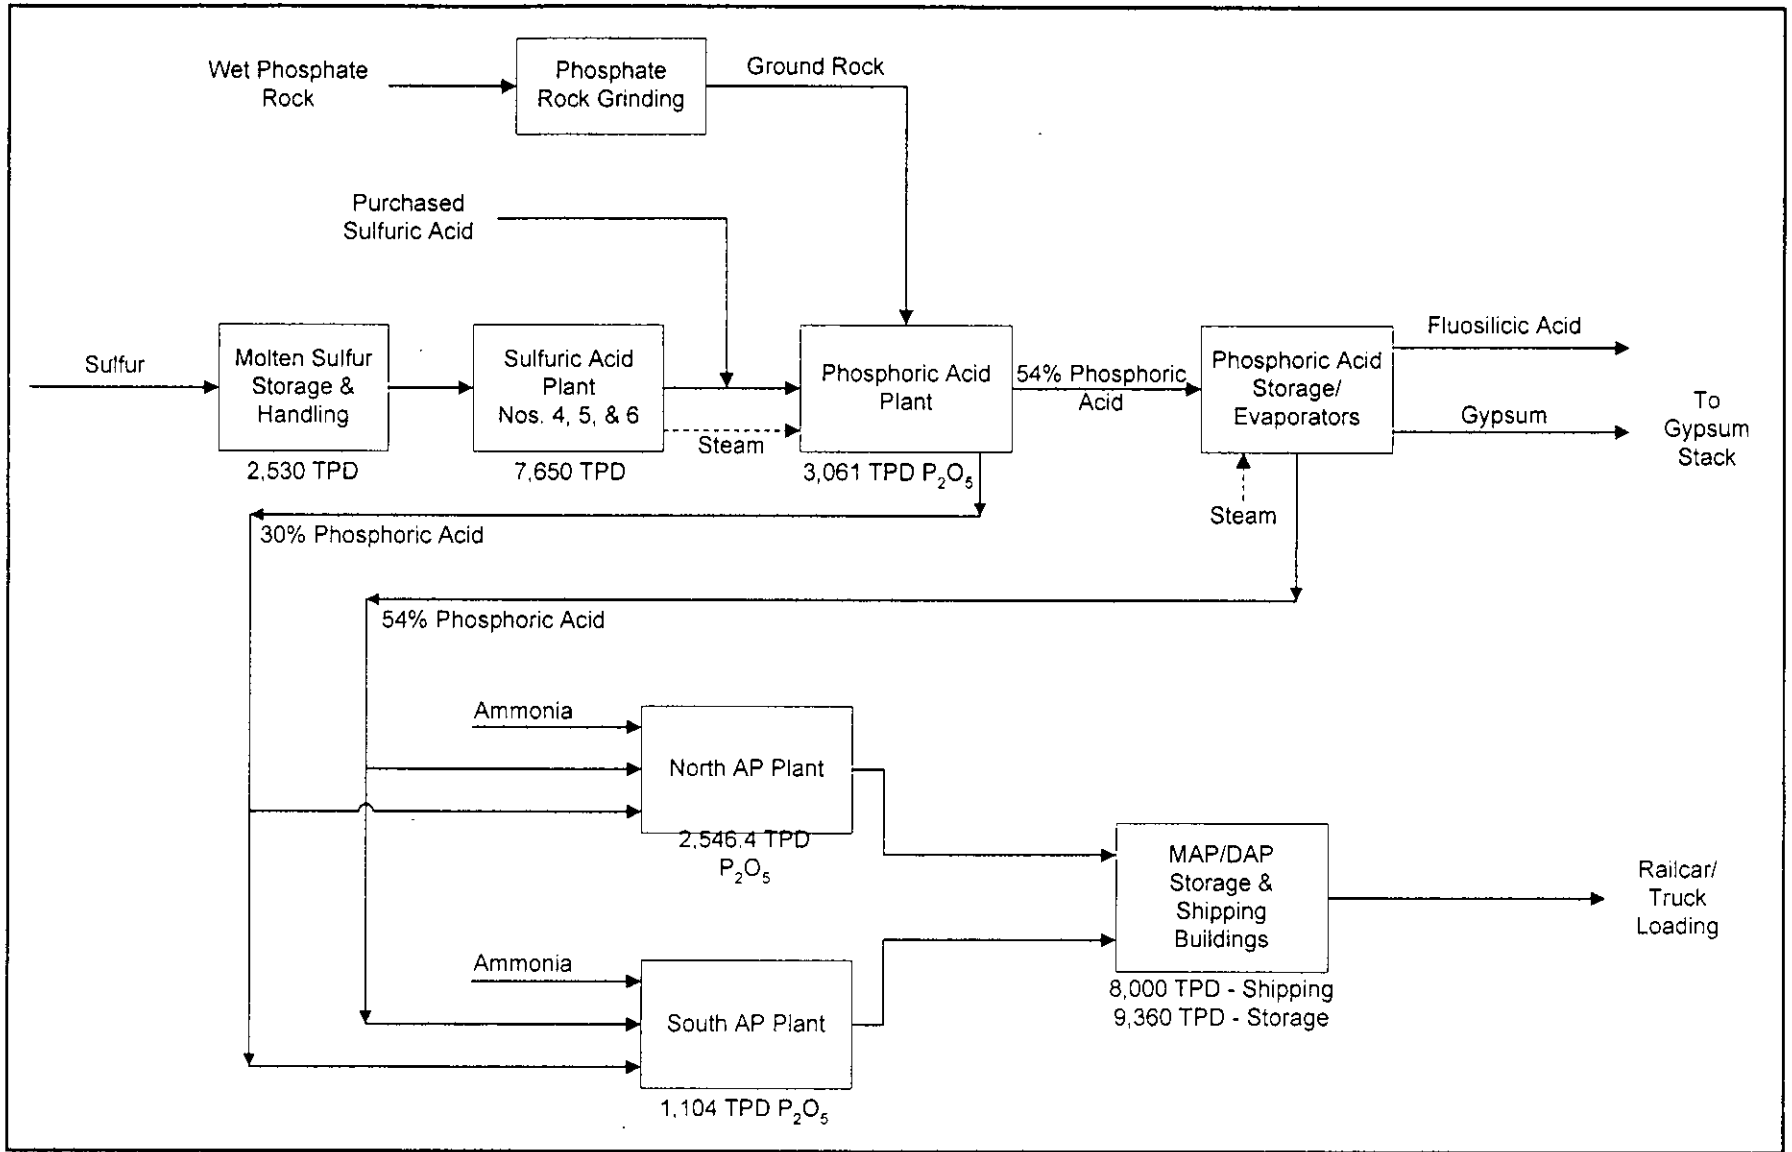 Wet Phosphate
Rock
Phosphate
Rock Grinding
Ground Rock
Purchased
Sulfuric Acid
Sulfur
Molten Sulfur
Storage &
Handling
2,530 TPD
Sulfuric Acid
Plant
Nos. 4, 5, & 6
7,650 TPD
Steam
Phosphoric Acid
Plant
3,061 TPD P₂O₅
54% Phosphoric
Acid
Phosphoric Acid
Storage/
Evaporators
Fluosilicic Acid
Gypsum
To
Gypsum
Stack
Steam
30% Phosphoric Acid
54% Phosphoric Acid
Ammonia
North AP Plant
2,546.4 TPD
P₂O₅
Ammonia
South AP Plant
1,104 TPD P₂O₅
MAP/DAP
Storage &
Shipping
Buildings
8,000 TPD - Shipping
9,360 TPD - Storage
Railcar/
Truck
Loading